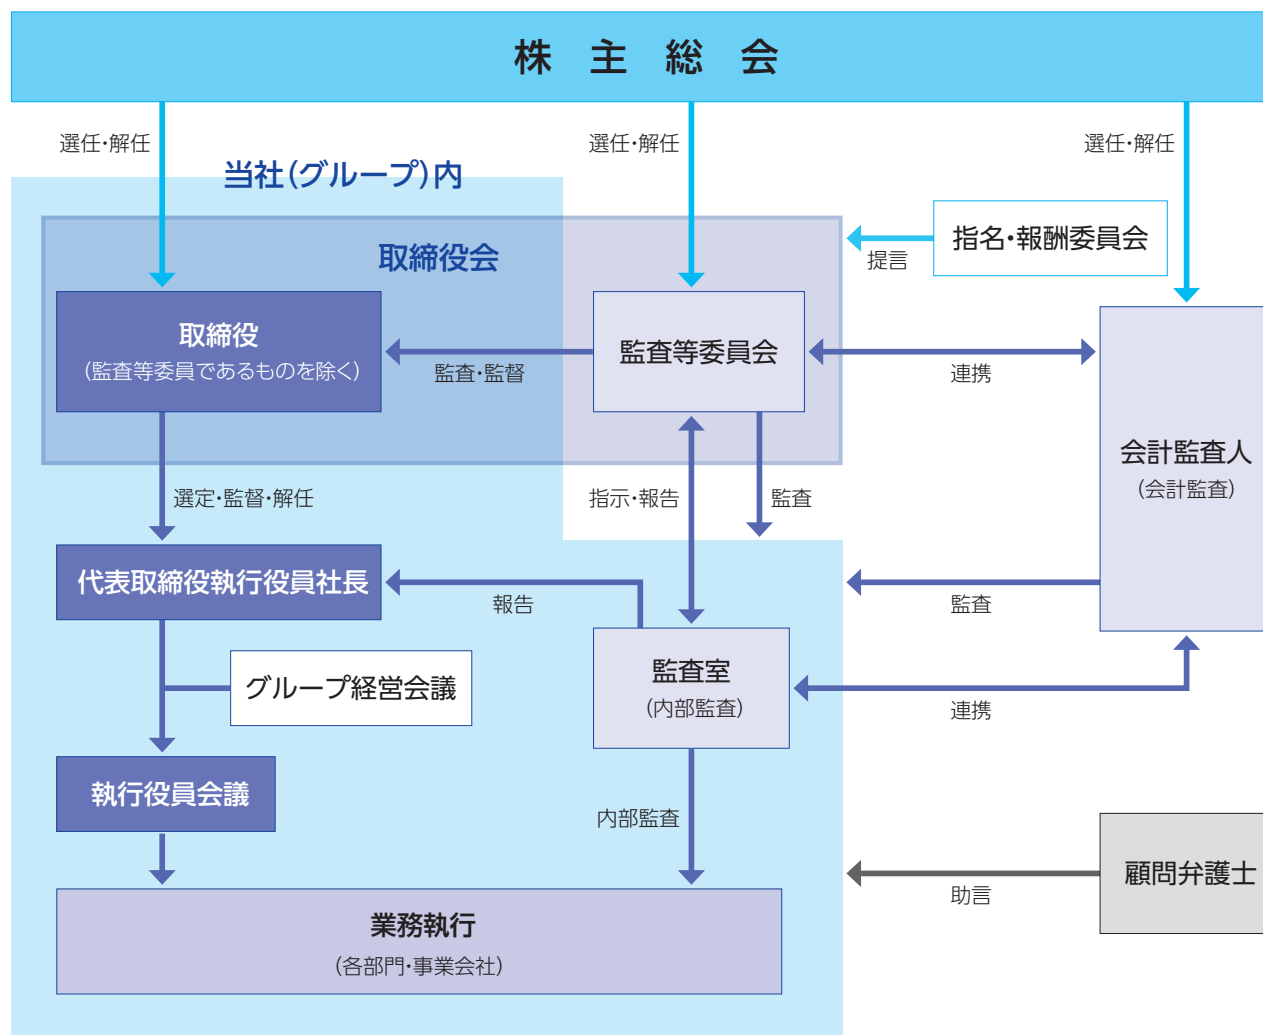 株主総会
選任・解任
選任・解任
選任・解任
当社(グループ)内
取締役会
指名・報酬委員会
提言
取締役
(監査等委員であるものを除く)
監査・監督
監査等委員会
連携
会計監査人
(会計監査)
選定・監督・解任
指示・報告
監査
代表取締役執行役員社長
報告
監査
監査室
(内部監査)
グループ経営会議
連携
執行役員会議
内部監査
顧問弁護士
助言
業務執行
(各部門・事業会社)